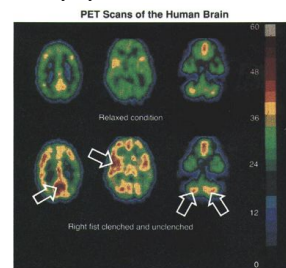 PET Scans of the Human Brain
60
48
36
24
12
0
Relaxed condition
Right fist clenched and unclenched